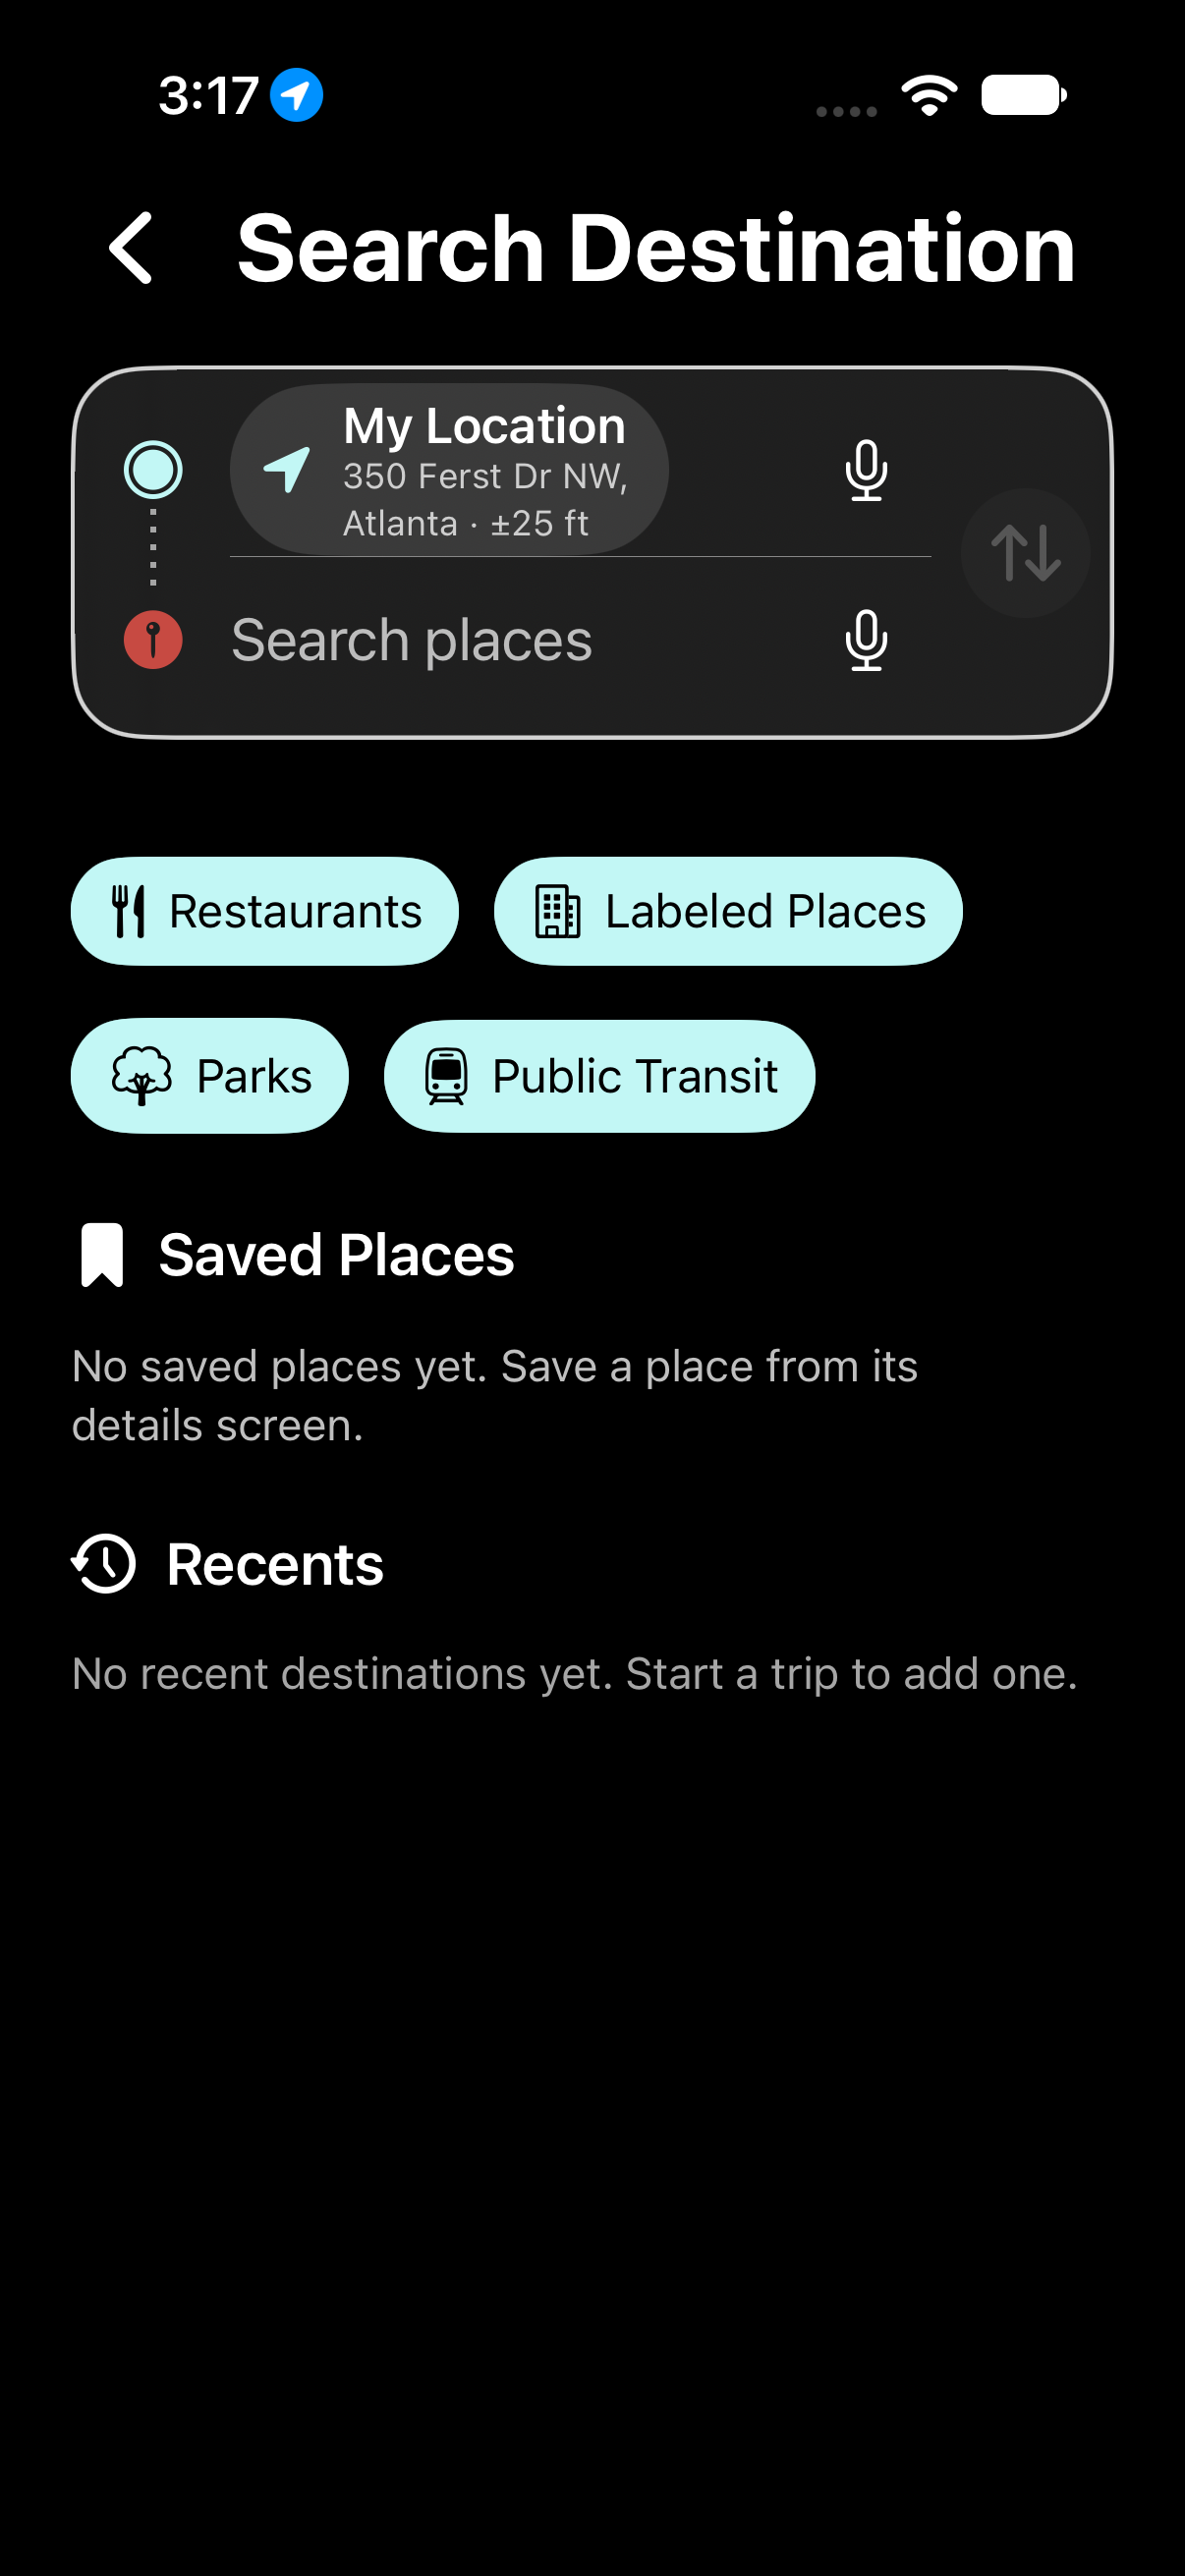 3:17
Search Destination
My Location
350 Ferst Dr NW,
Atlanta · ±25 ft
Search places
Restaurants
Labeled Places
Parks
Public Transit
Saved Places
No saved places yet. Save a place from its
details screen.
Recents
No recent destinations yet. Start a trip to add one.